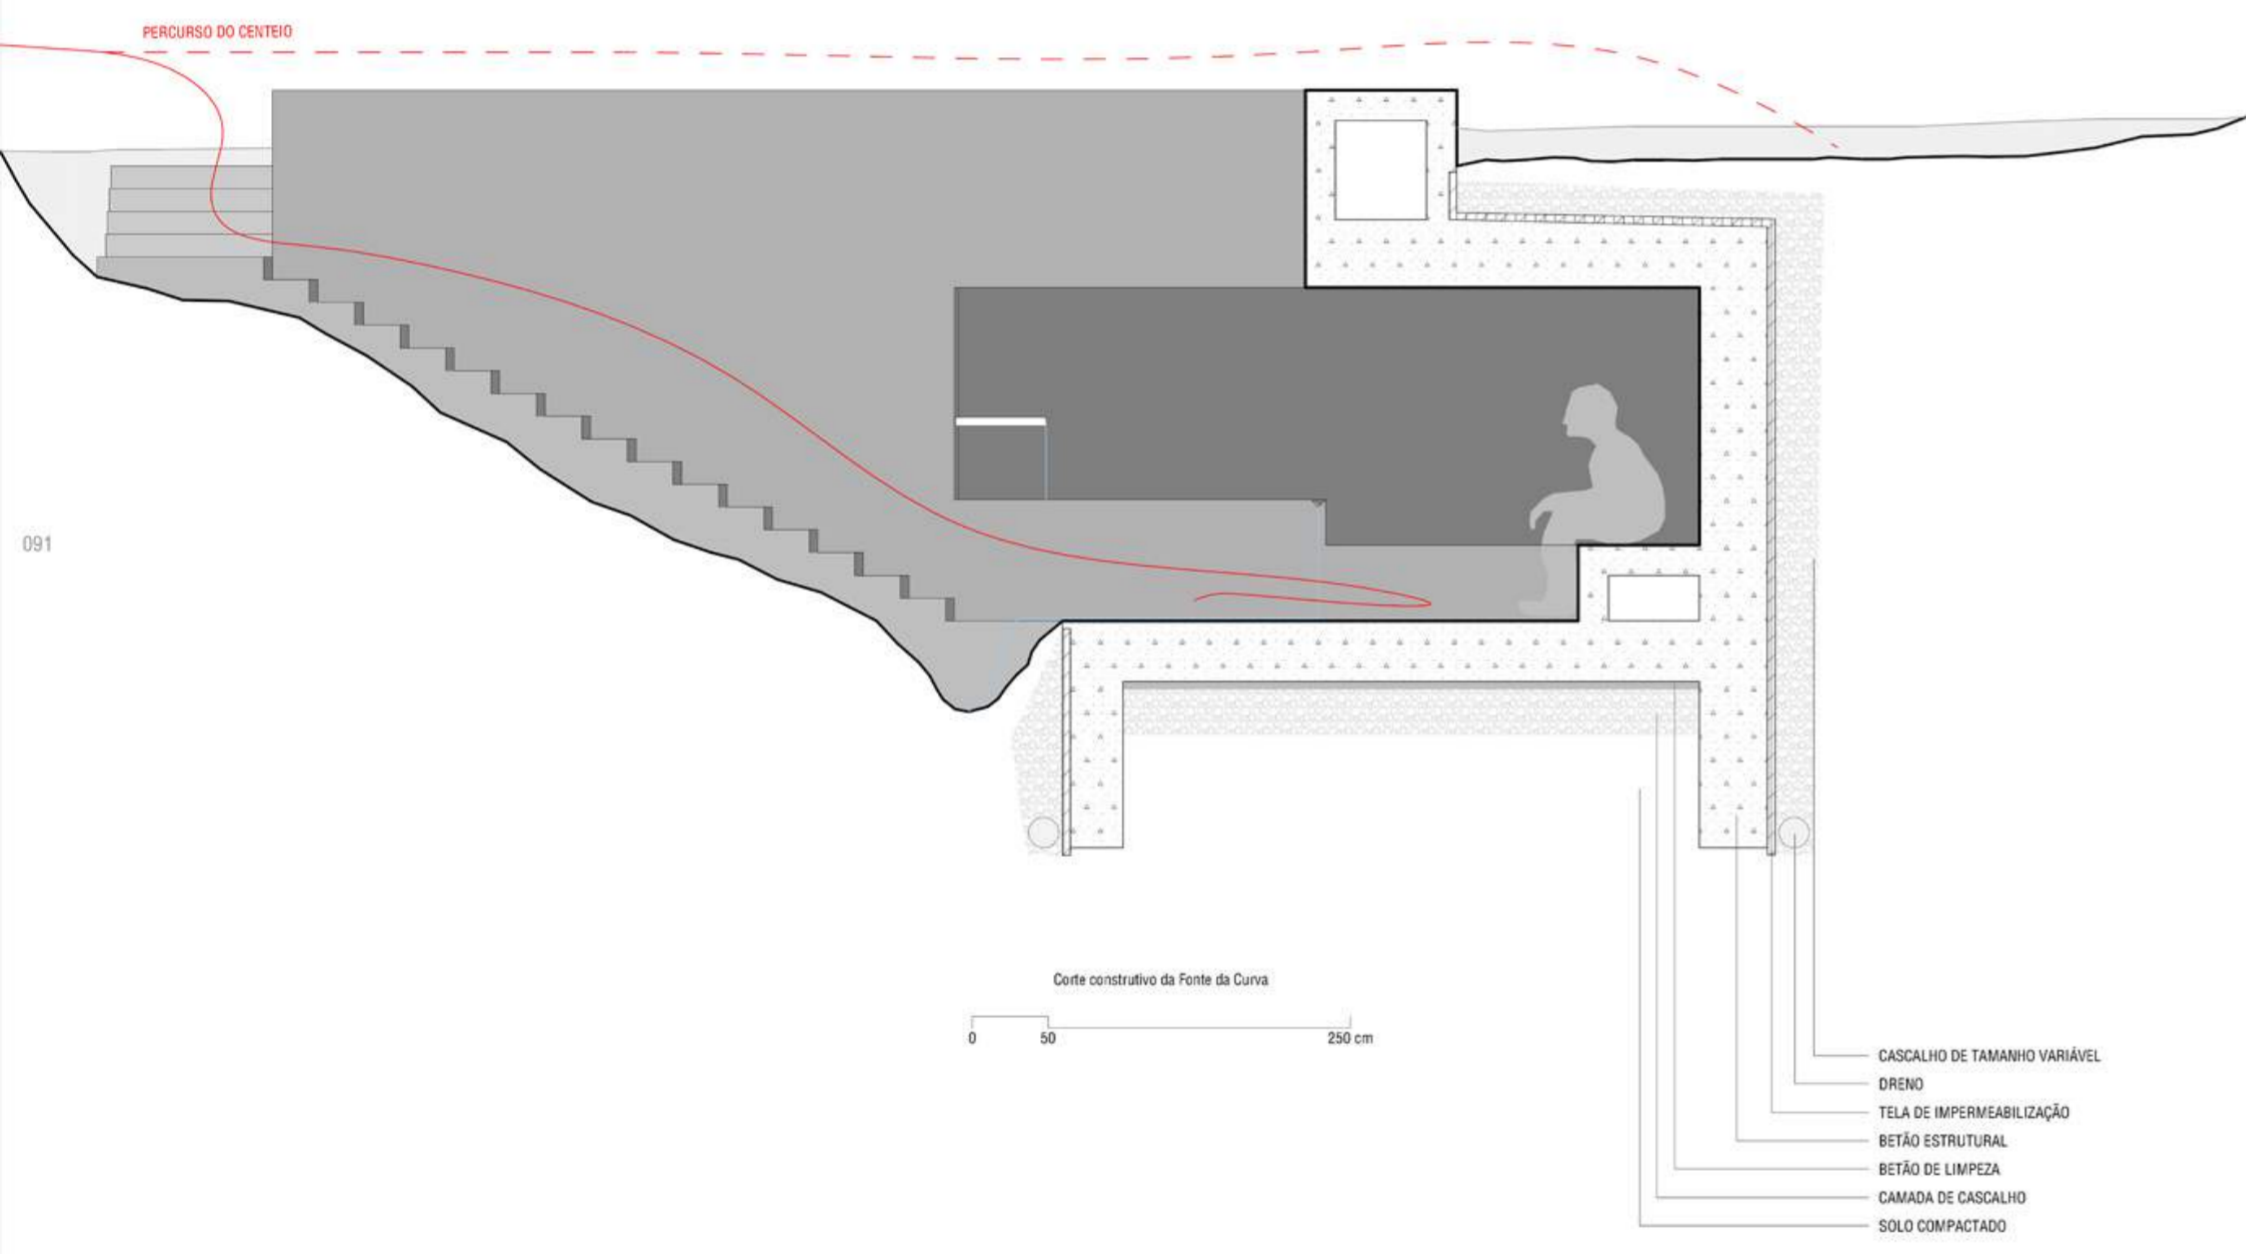 PERCURSO DO CENTEIO
091
Corte construtivo da Fonte da Curva
0 50 250 cm
CASCALHO DE TAMANHO VARIÁVEL
DRENO
TELA DE IMPERMEABILIZAÇÃO
BETÃO ESTRUTURAL
BETÃO DE LIMPEZA
CAMADA DE CASCALHO
SOLO COMPACTADO